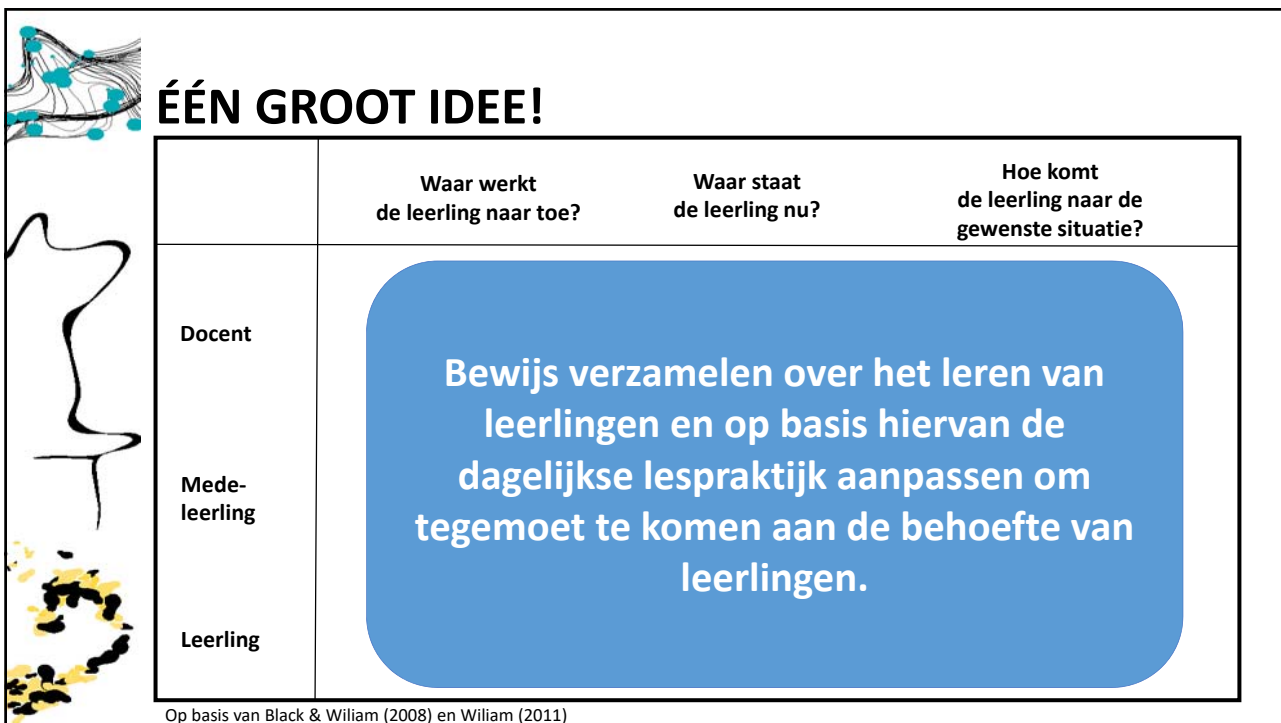 ÉÉN GROOT IDEE!
Waar werkt
de leerling naar toe?
Waar staat
de leerling nu?
Hoe komt
de leerling naar de
gewenste situatie?
Docent
Mede-
leerling
Leerling
Bewijs verzamelen over het leren van
leerlingen en op basis hiervan de
dagelijkse lespraktijk aanpassen om
tegemoet te komen aan de behoefte van
leerlingen.
Op basis van Black & Wiliam (2008) en Wiliam (2011)